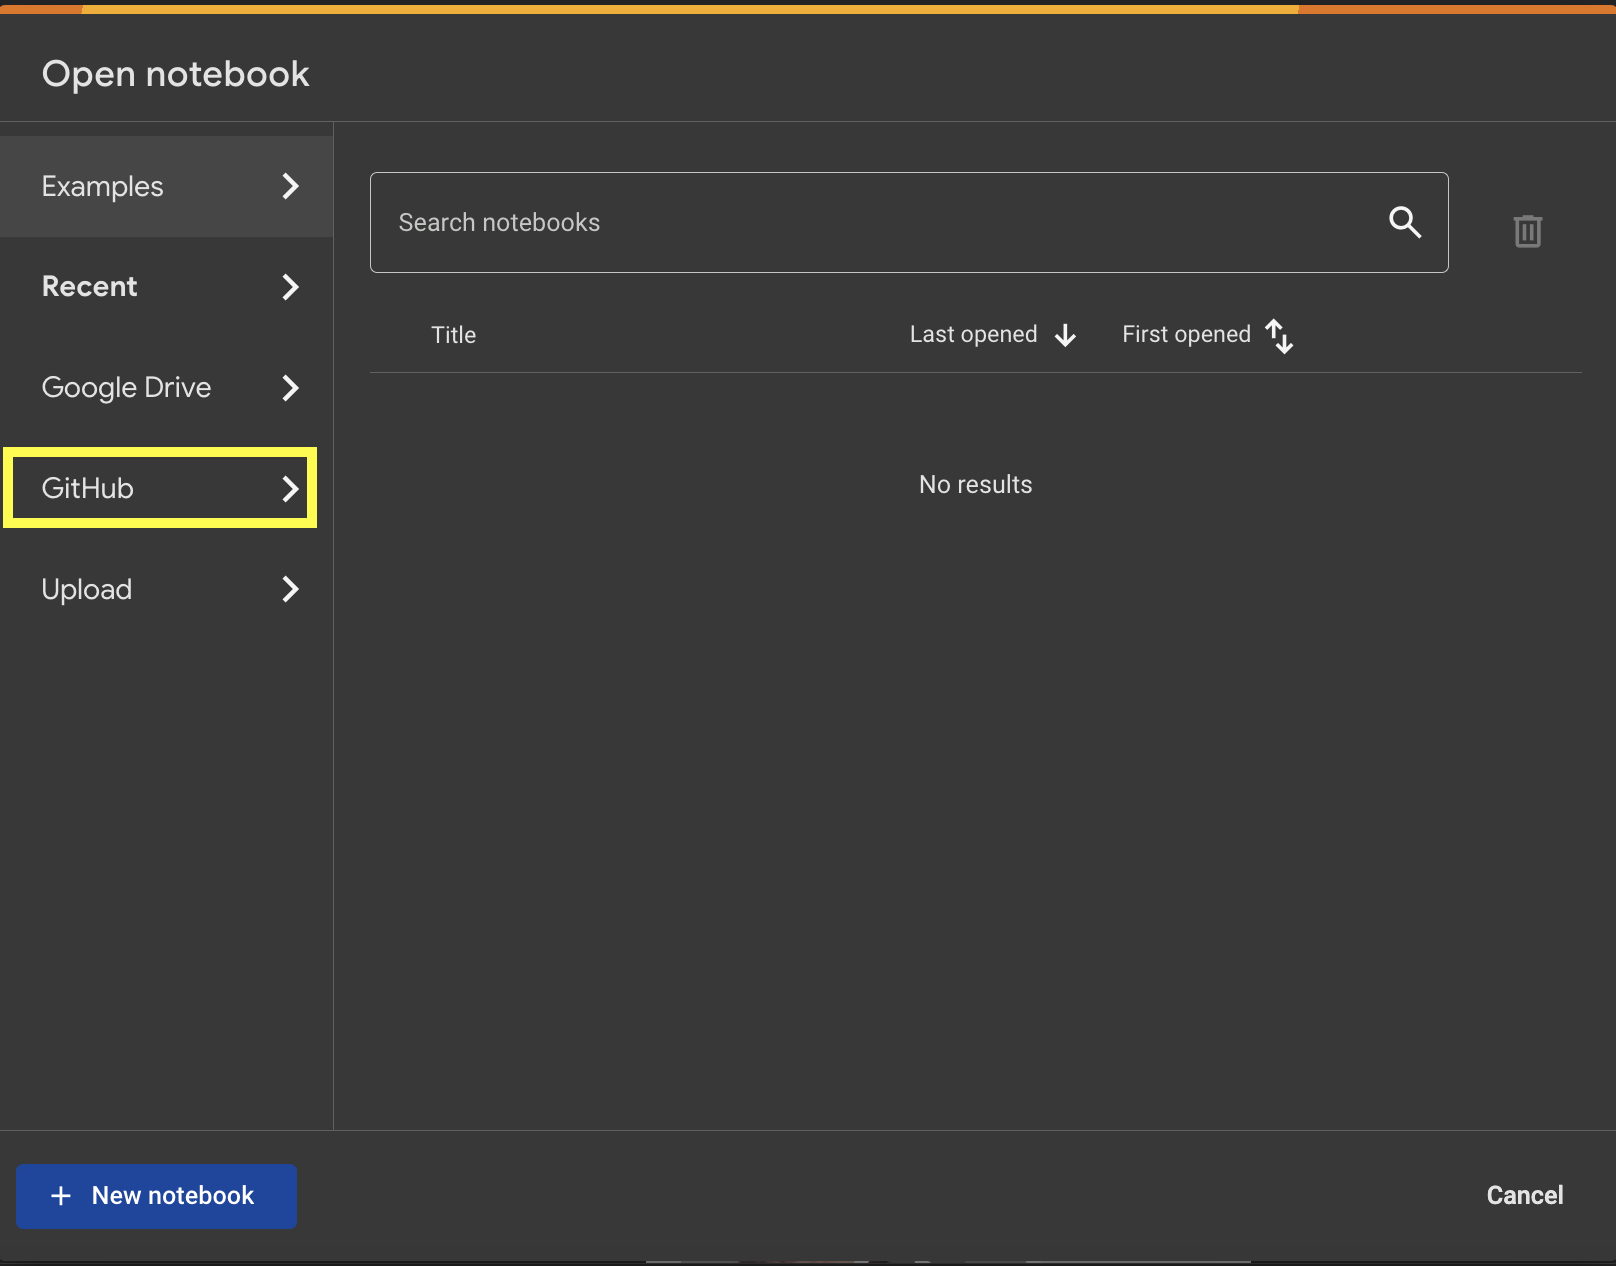 Open notebook
Examples
Recent
Google Drive
GitHub
Upload
Search notebooks
Title Last opened First opened
No results
New notebook
Cancel